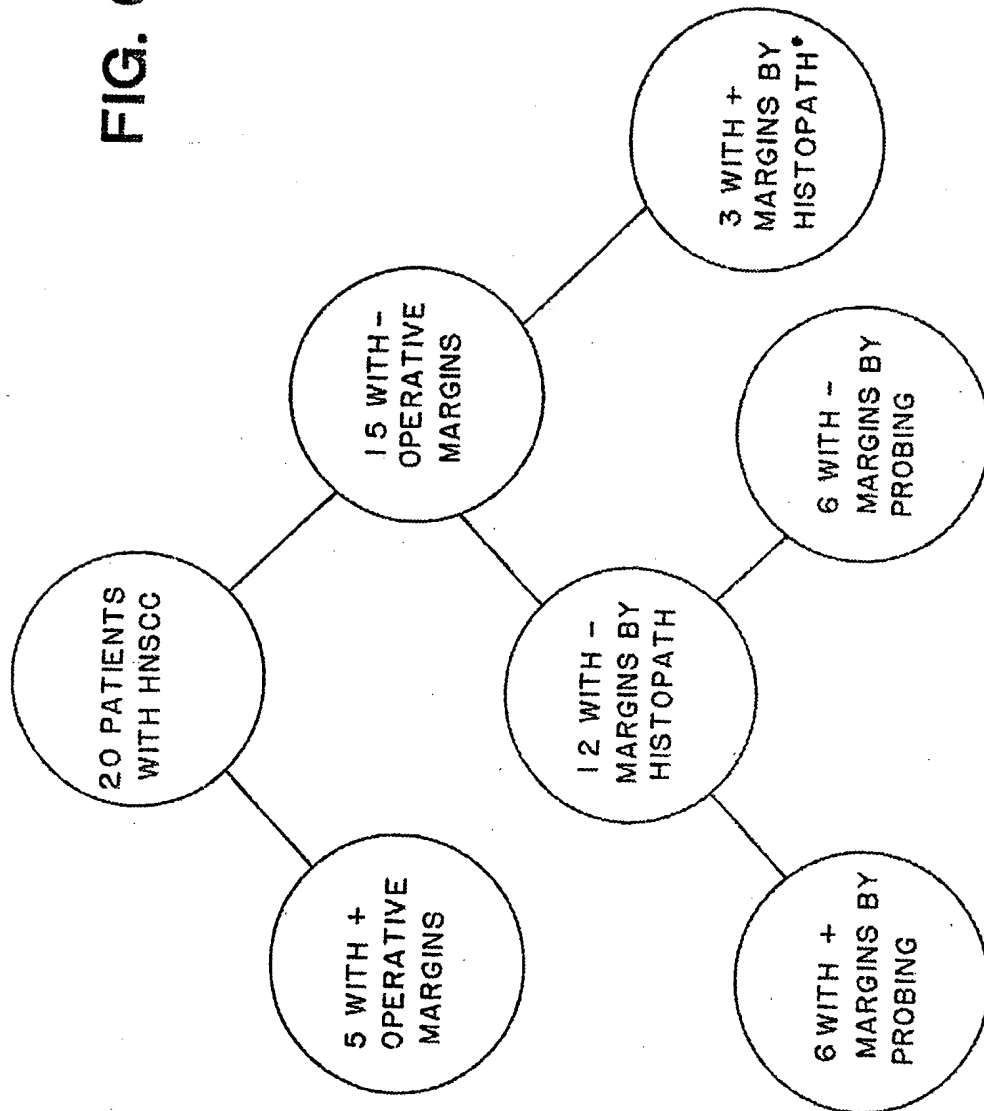 FIG.
20 PATIENTS
WITH HNSCC
5 WITH +
OPERATIVE
MARGINS
15 WITH -
OPERATIVE
MARGINS
12 WITH -
MARGINS BY
HISTOPATH
3 WITH +
MARGINS BY
HISTOPATH*
6 WITH +
MARGINS BY
PROBING
6 WITH -
MARGINS BY
PROBING